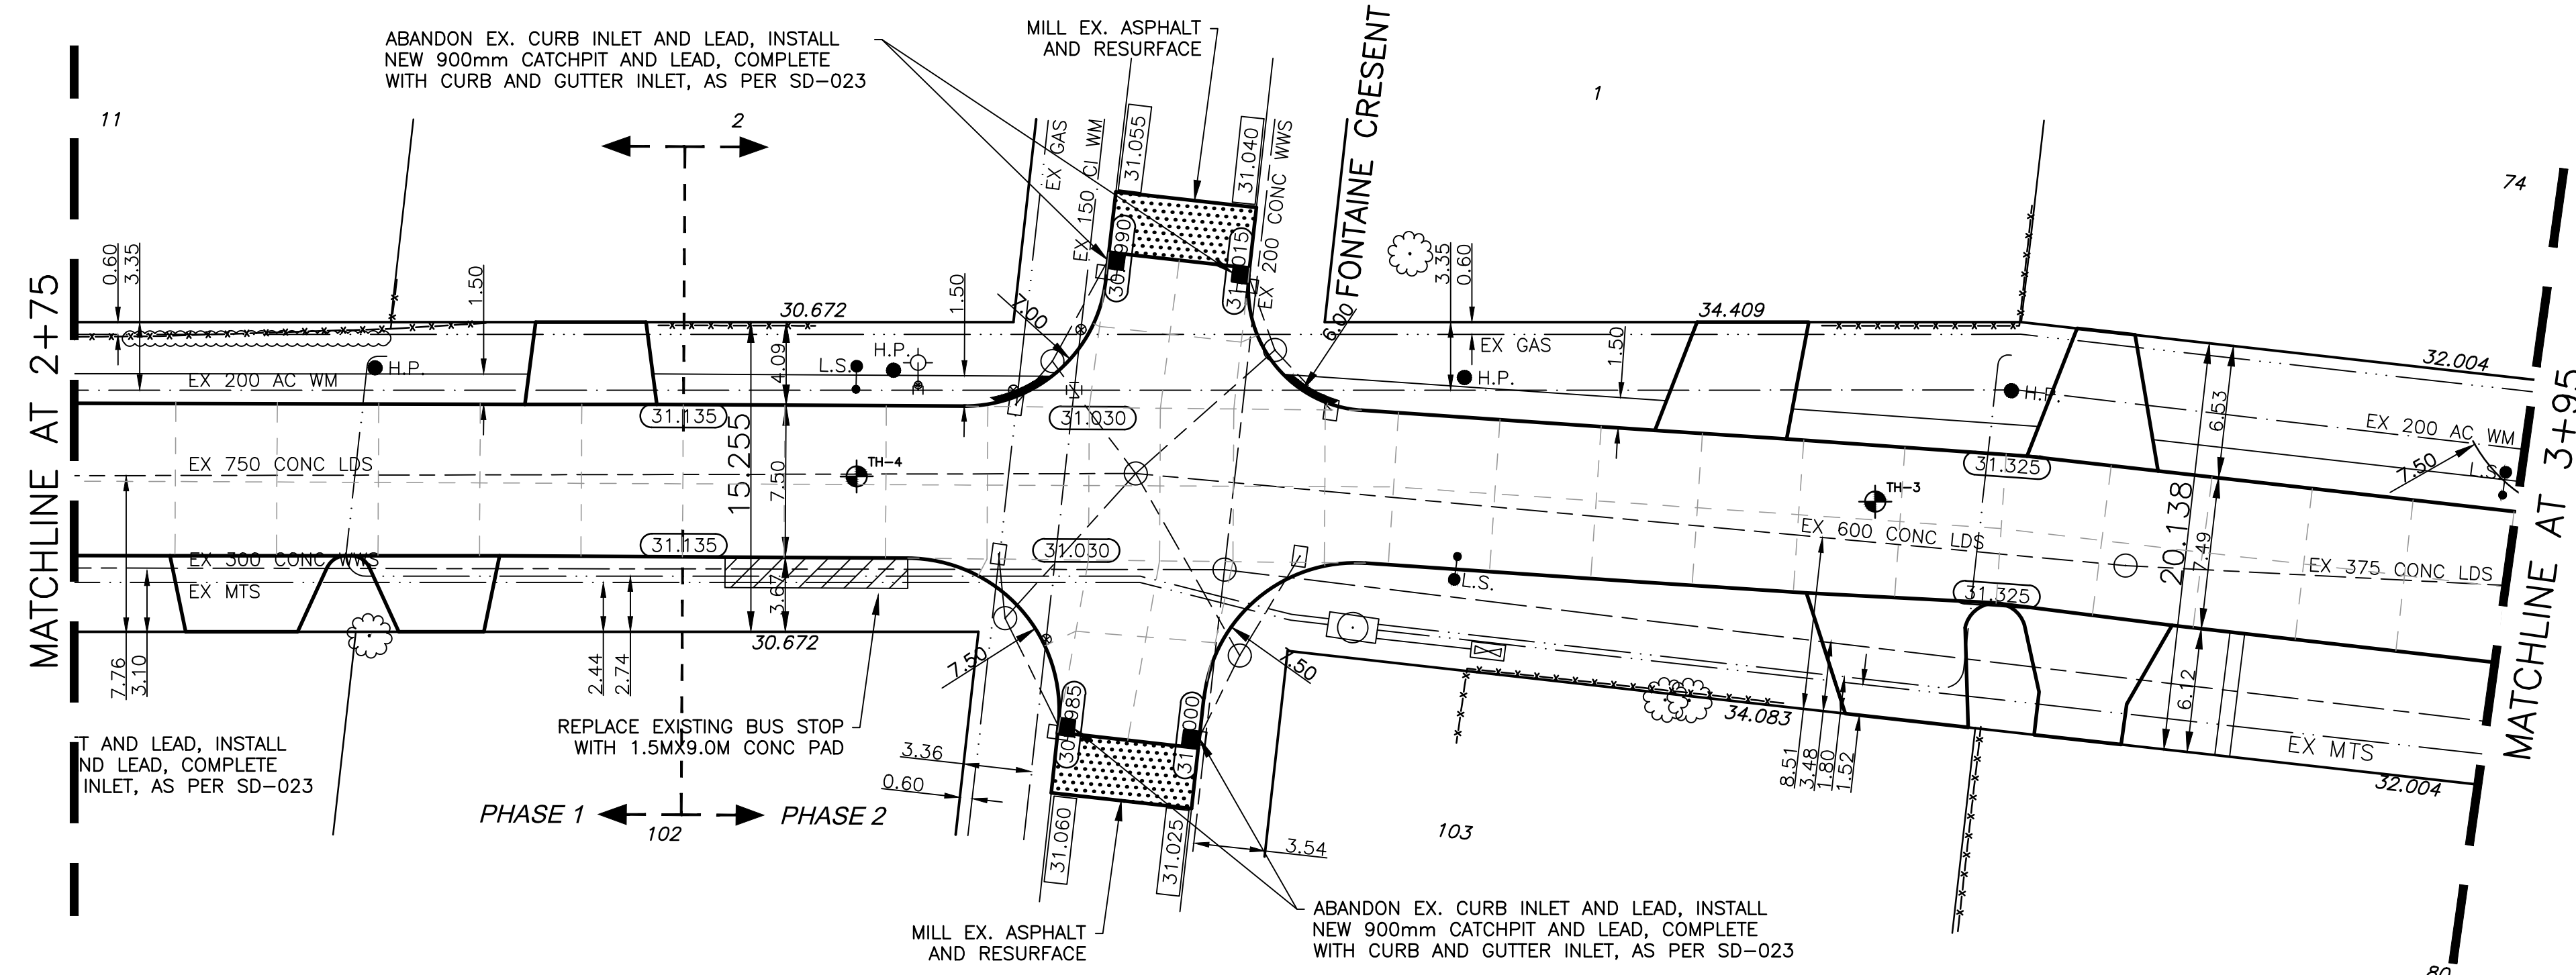 ABANDON EX. CURB INLET AND LEAD, INSTALL
NEW 900mm CATCHPIT AND LEAD, COMPLETE
WITH CURB AND GUTTER INLET, AS PER SD-023
MILL EX. ASPHALT
AND RESURFACE
FONTAINE CRESENT
1
11
2
74
MATCHLINE AT 2+75
0.60
3.35
1.50
EX GAS
EX 150 CI WM
31.055
31.040
EX 200 CONC WWS
7.00
6.00
3.35
0.60
30.672
1.50
34.409
EX GAS
1.50
32.004
H.P.
EX 200 AC WM
4.09
L.S.
H.P.
H.P.
H.P.
6.53
EX 200 AC WM
7.50
L.S.
MATCHLINE AT 3+95
31.135
31.030
31.325
EX 750 CONC LDS
15.255
7.50
TH-4
TH-3
20.138
7.49
EX 600 CONC LDS
EX 375 CONC LDS
31.135
31.030
31.325
EX 300 CONC WWS
EX MTS
3.67
L.S.
7.76
3.10
2.44
2.74
30.672
7.50
7.50
34.083
8.51
3.48
1.80
1.52
6.12
EX MTS
32.004
REPLACE EXISTING BUS STOP
WITH 1.5MX9.0M CONC PAD
T AND LEAD, INSTALL
ND LEAD, COMPLETE
INLET, AS PER SD-023
3.36
0.60
PHASE 1
PHASE 2
102
31.060
31.025
3.54
103
MILL EX. ASPHALT
AND RESURFACE
ABANDON EX. CURB INLET AND LEAD, INSTALL
NEW 900mm CATCHPIT AND LEAD, COMPLETE
WITH CURB AND GUTTER INLET, AS PER SD-023